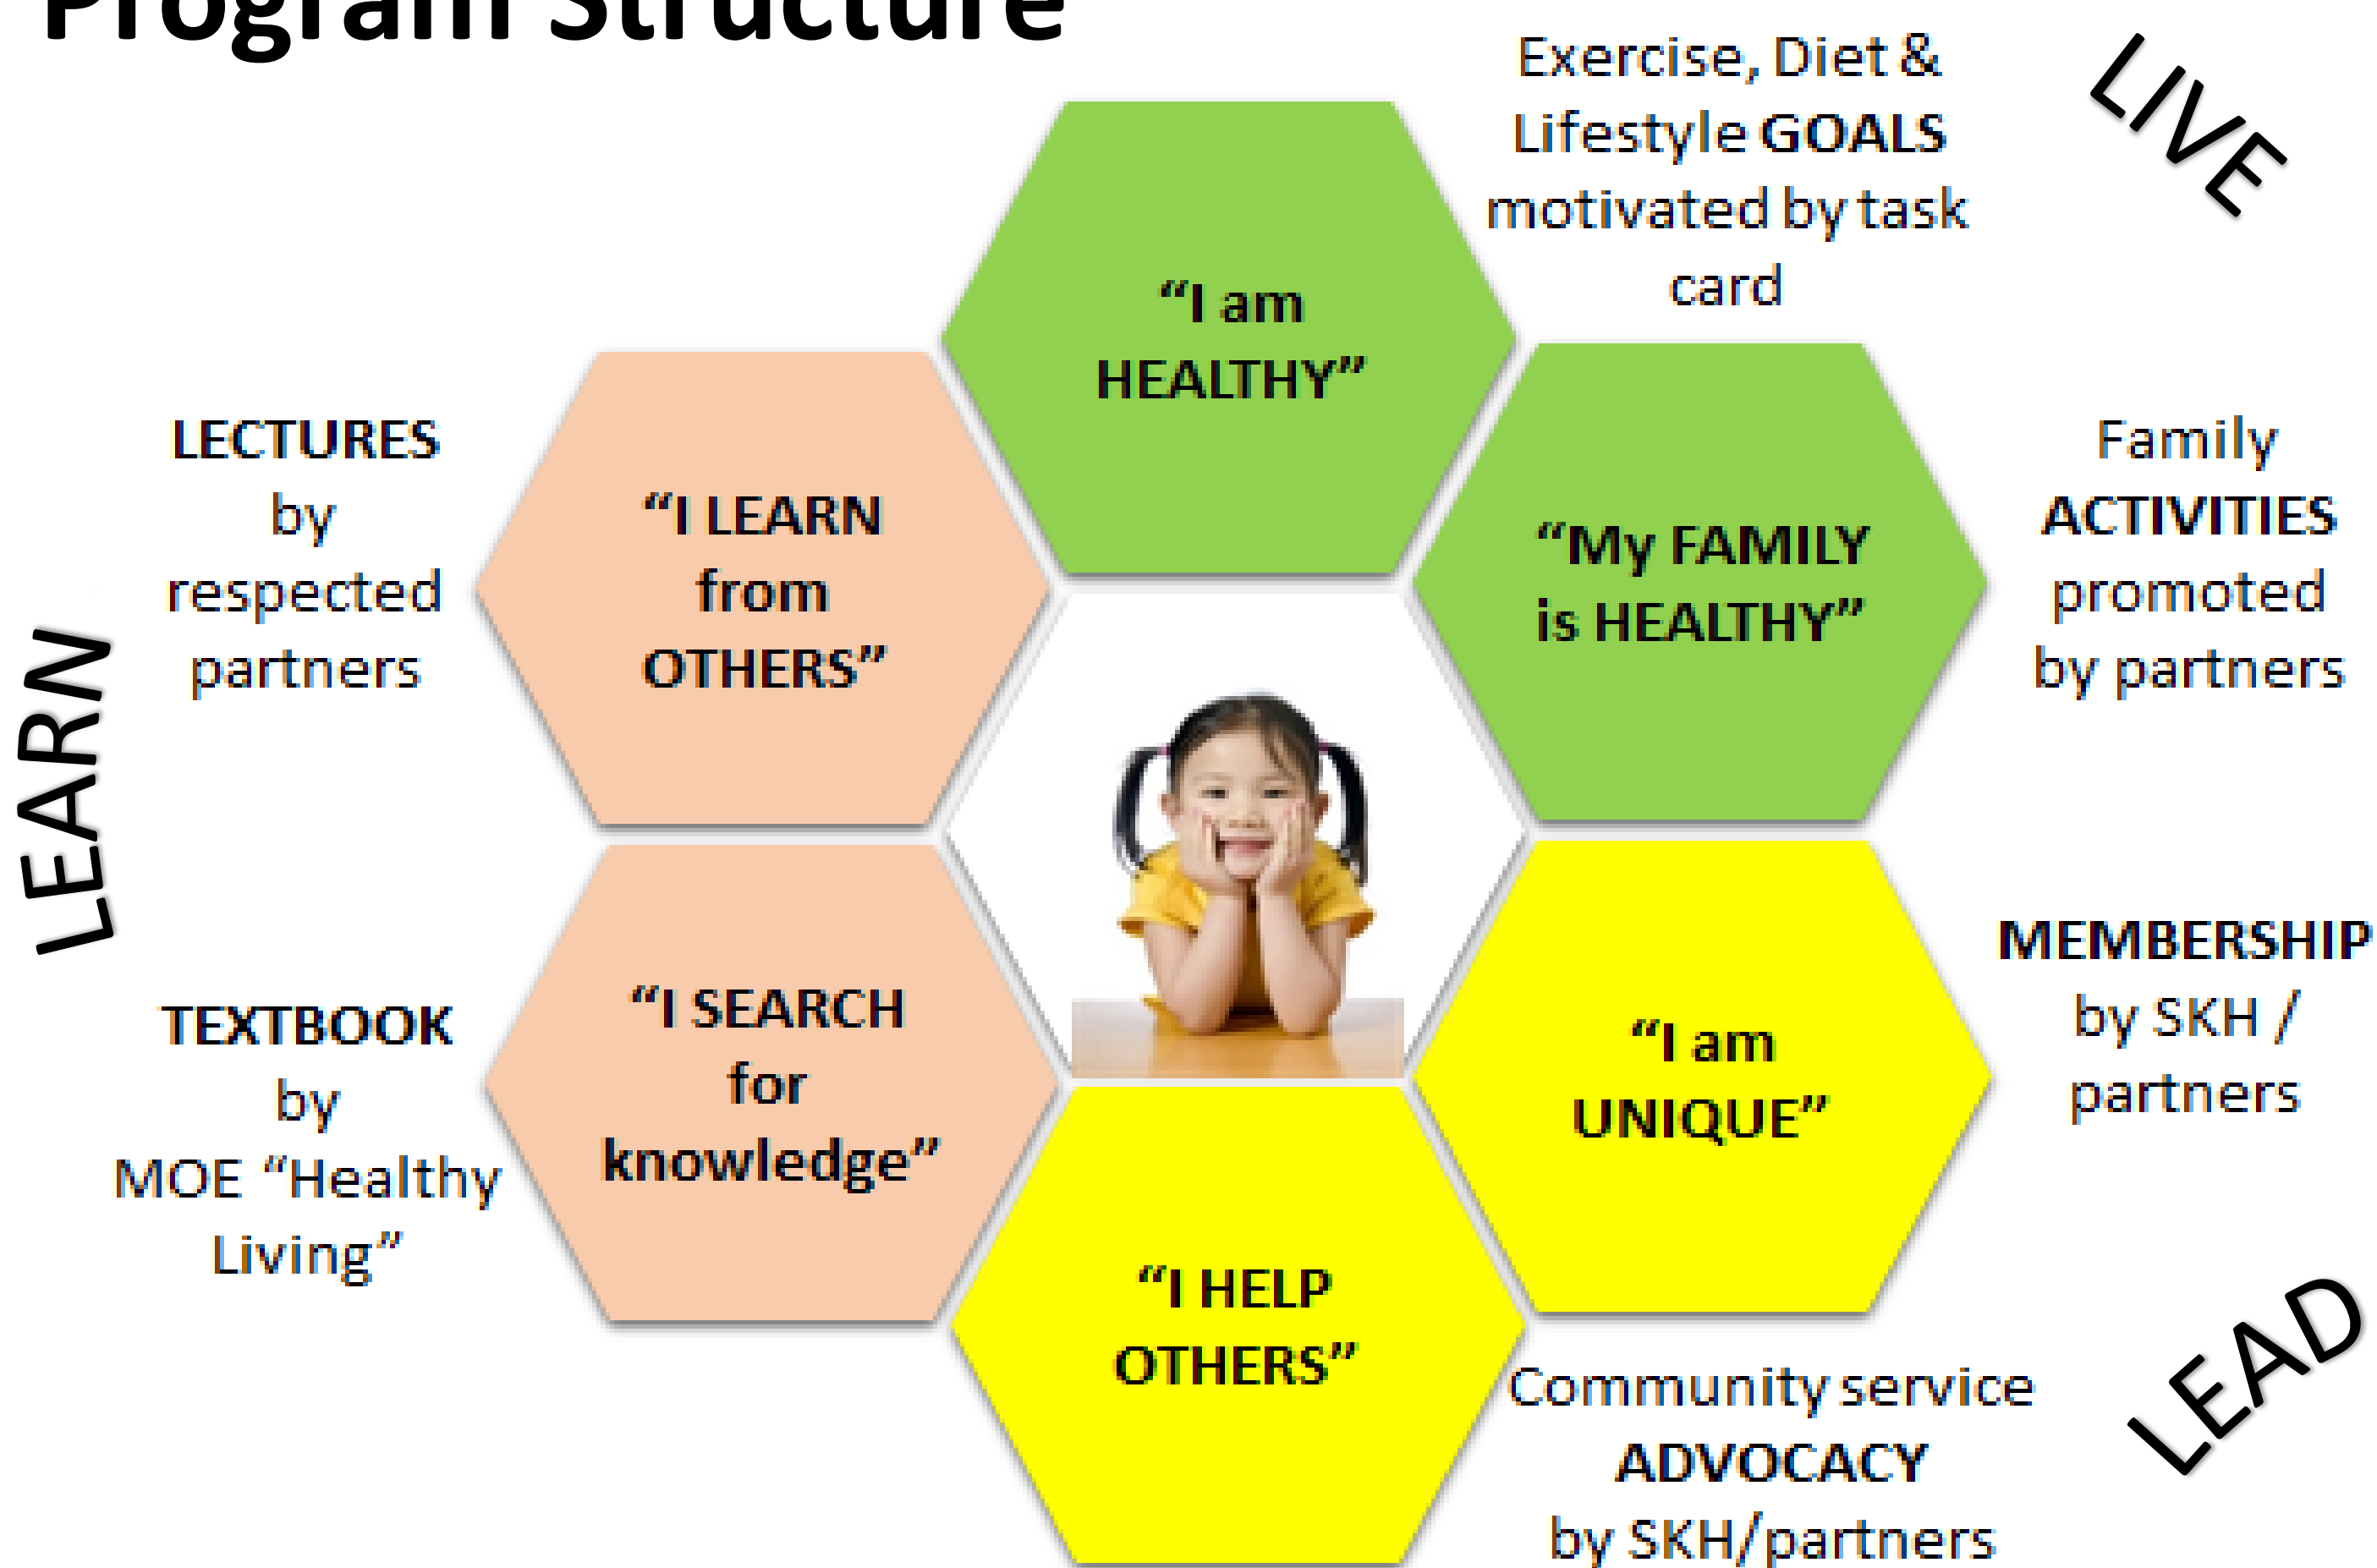 Program Structure
LIVE
Exercise, Diet &
Lifestyle GOALS
motivated by task
card
“I am
HEALTHY”
Family
ACTIVITIES
promoted
by partners
“My FAMILY
is HEALTHY”
LEARN
LECTURES
by
respected
partners
“I LEARN
from
OTHERS”
TEXTBOOK
by
MOE “Healthy
Living”
“I SEARCH
for
knowledge”
MEMBERSHIP
by SKH /
partners
“I am
UNIQUE”
LEAD
“I HELP
OTHERS”
Community service
ADVOCACY
by SKH/partners